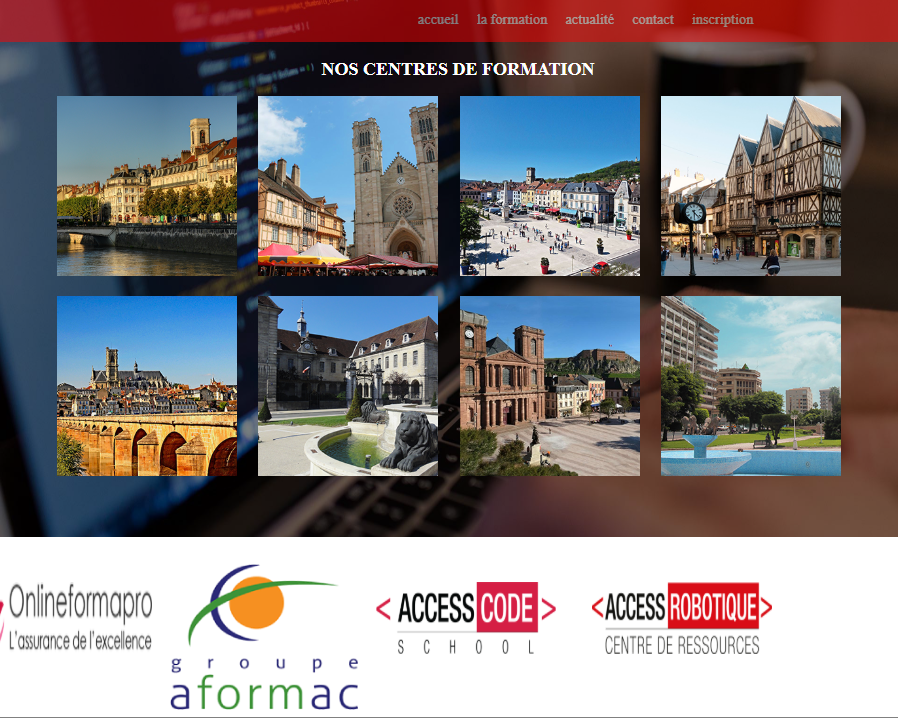 accueil la formation actualité contact inscription
NOS CENTRES DE FORMATION
Onlineformapro
L'assurance de l'excellence
groupe
aformac
<ACCESS CODE>
SCHOOL
<ACCESS ROBOTIQUE>
CENTRE DE RESSOURCES